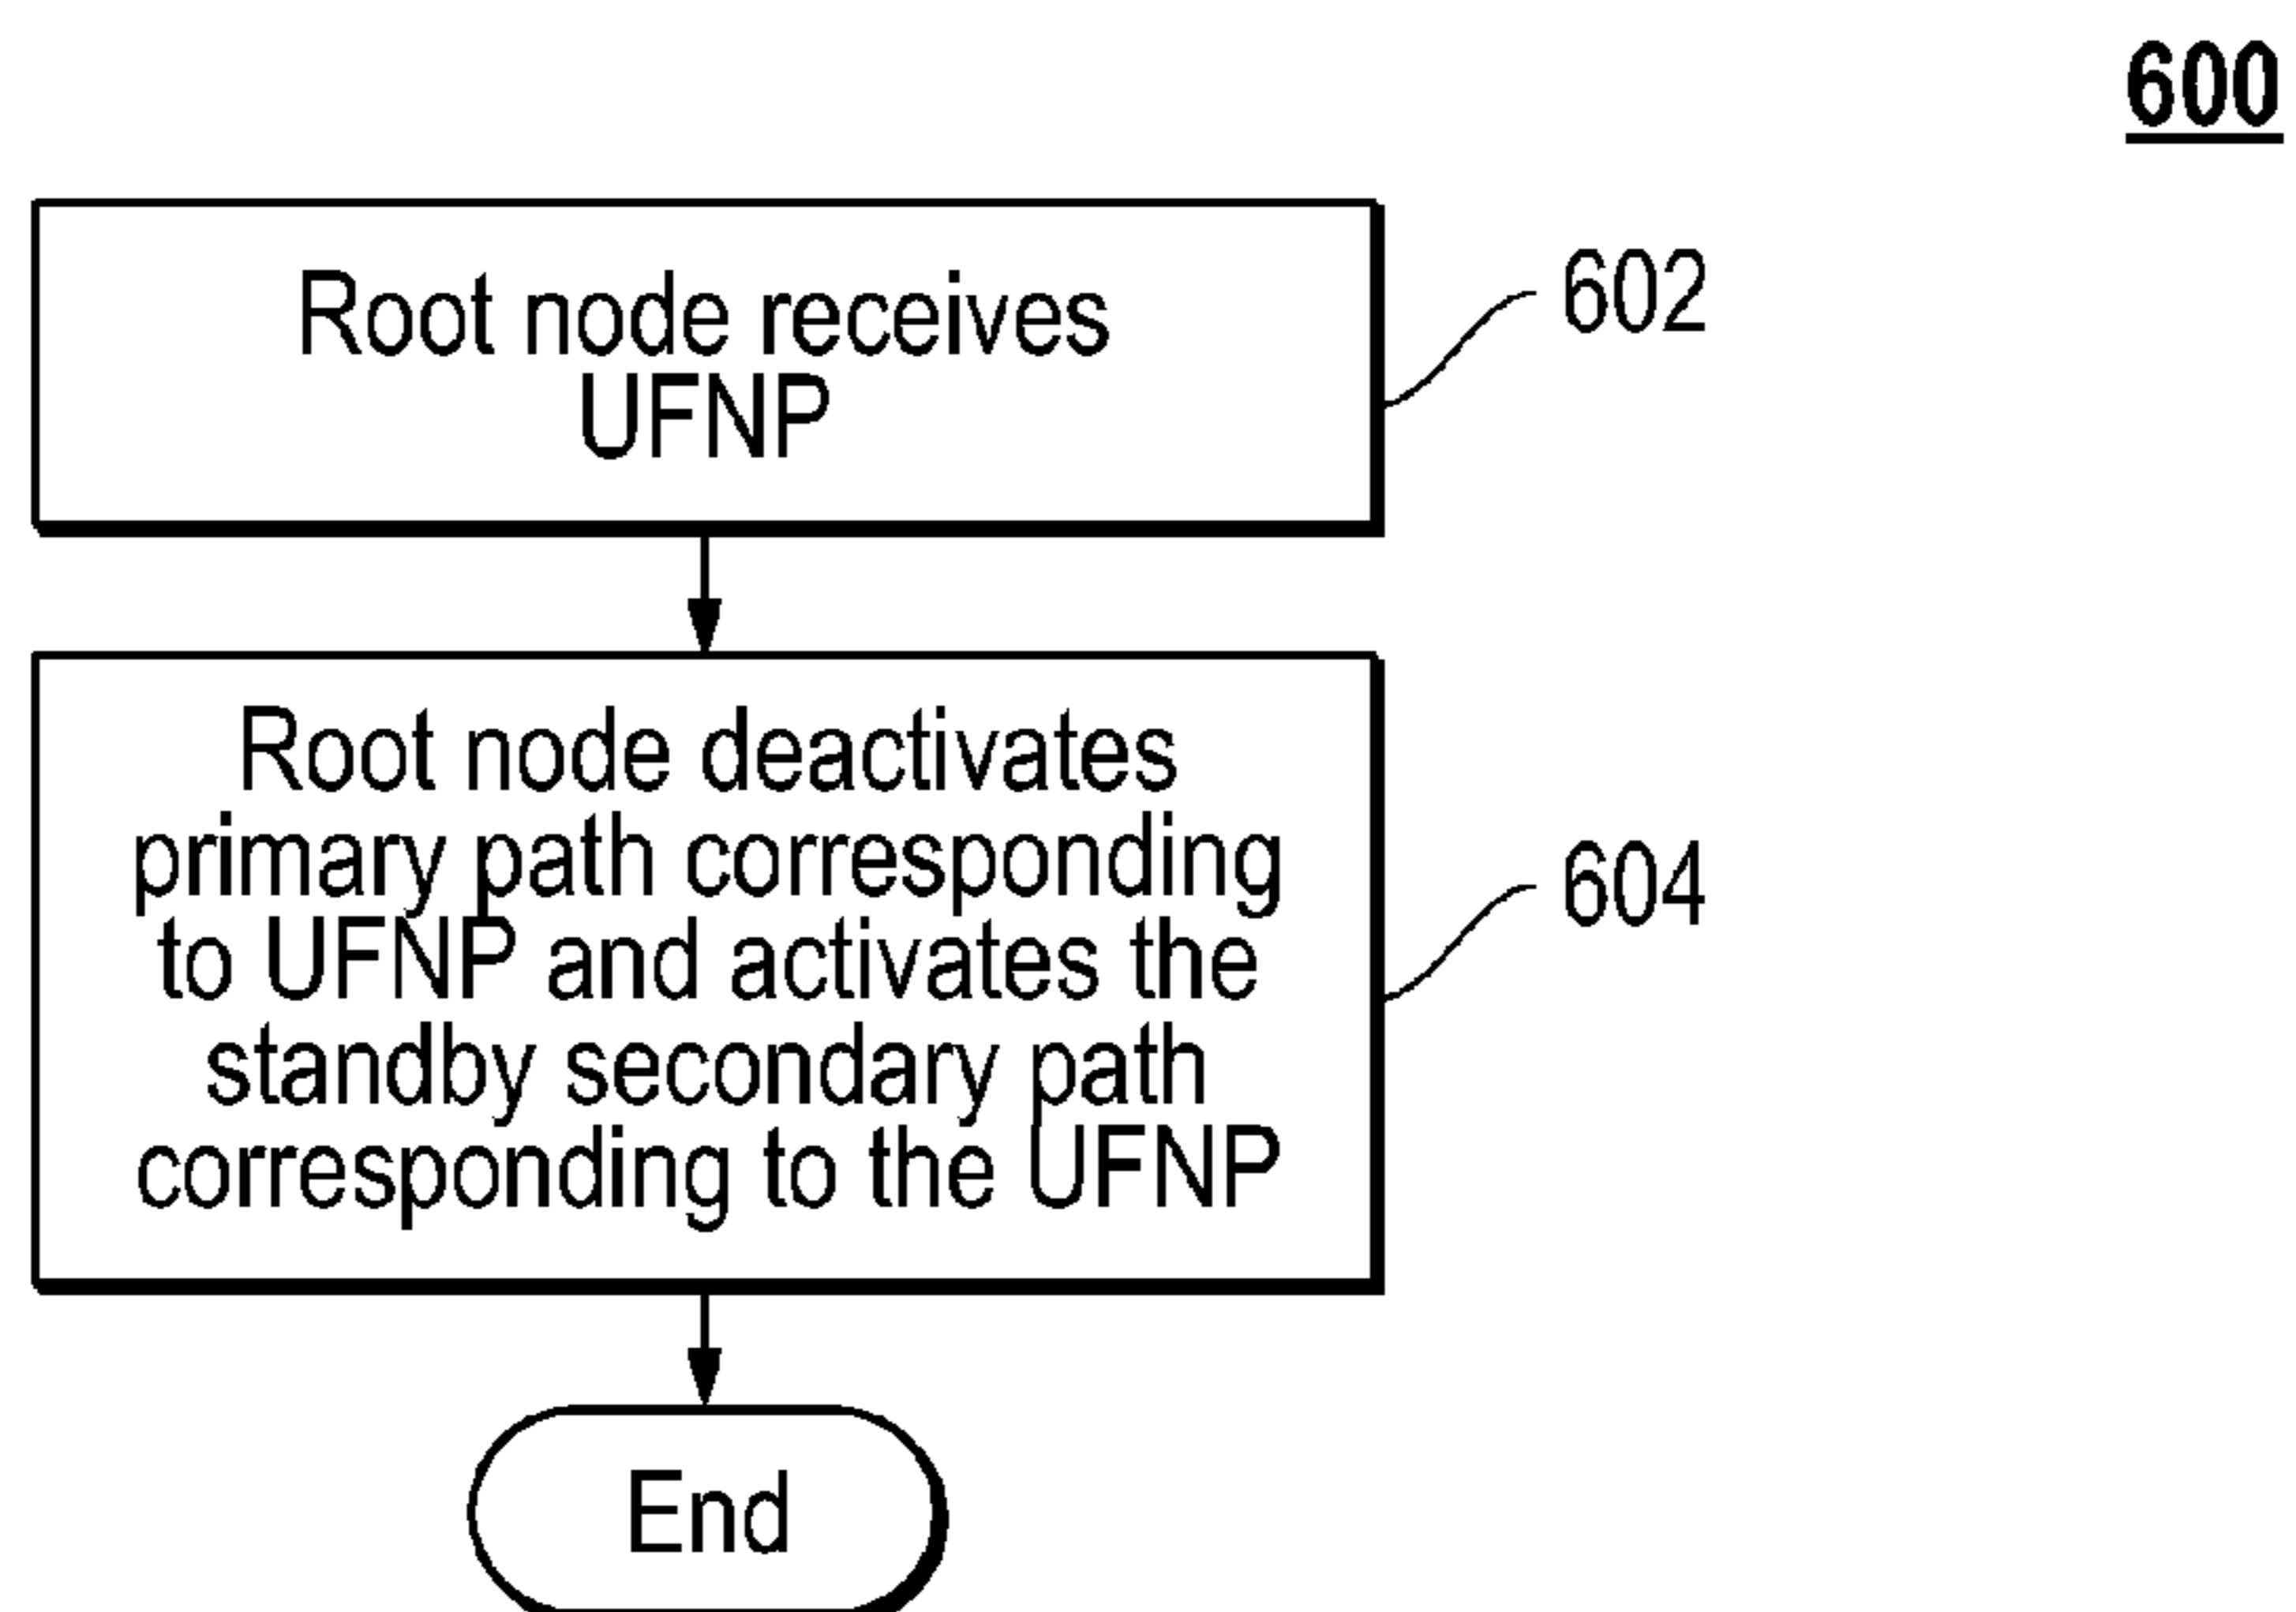 600
Root node receives
UFNP
602
Root node deactivates
primary path corresponding
to UFNP and activates the
standby secondary path
corresponding to the UFNP
604
End